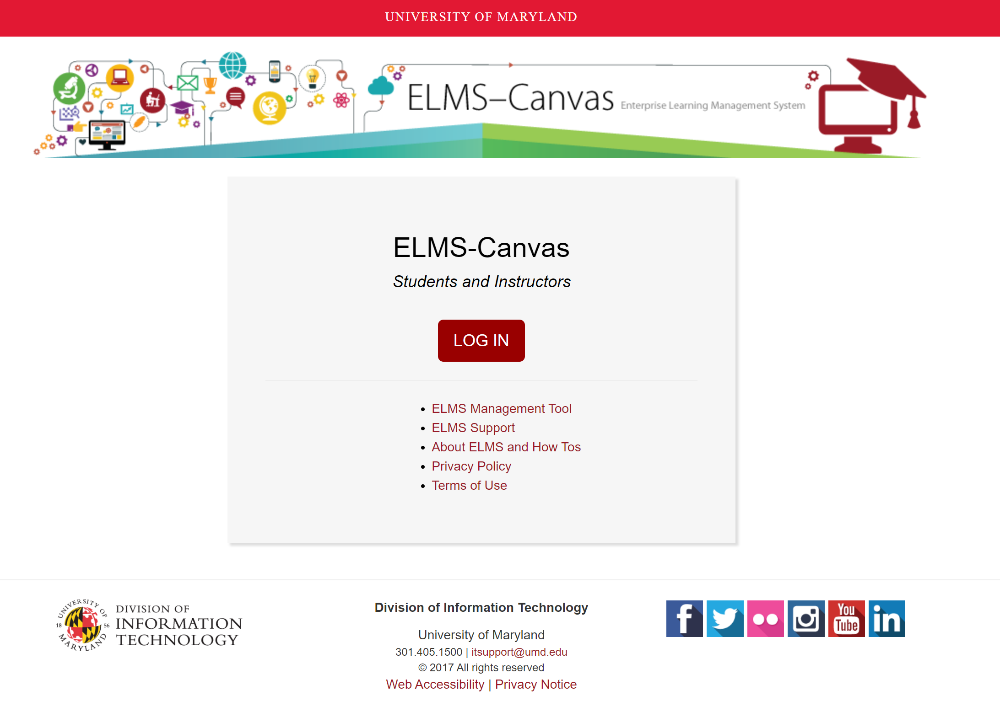 UNIVERSITY OF MARYLAND
ELMS–Canvas Enterprise Learning Management System
ELMS-Canvas
Students and Instructors
LOG IN
• ELMS Management Tool
• ELMS Support
• About ELMS and How Tos
• Privacy Policy
• Terms of Use
UNIVERSITY OF
18 56
MARYLAND
DIVISION OF
INFORMATION
TECHNOLOGY
Division of Information Technology
University of Maryland
301.405.1500 | itsupport@umd.edu
© 2017 All rights reserved
Web Accessibility | Privacy Notice
f
You
Tube
in